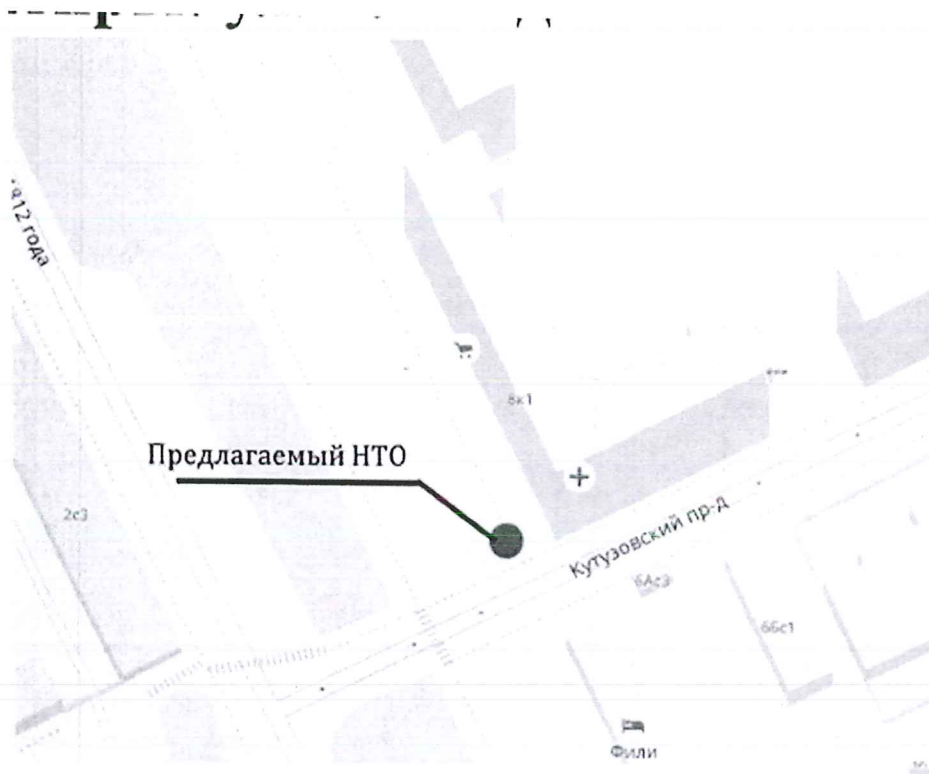 1812 года
8к1
Предлагаемый НТО
2с3
Кутузовский пр-д
6Ас3
6Бс1
Фили